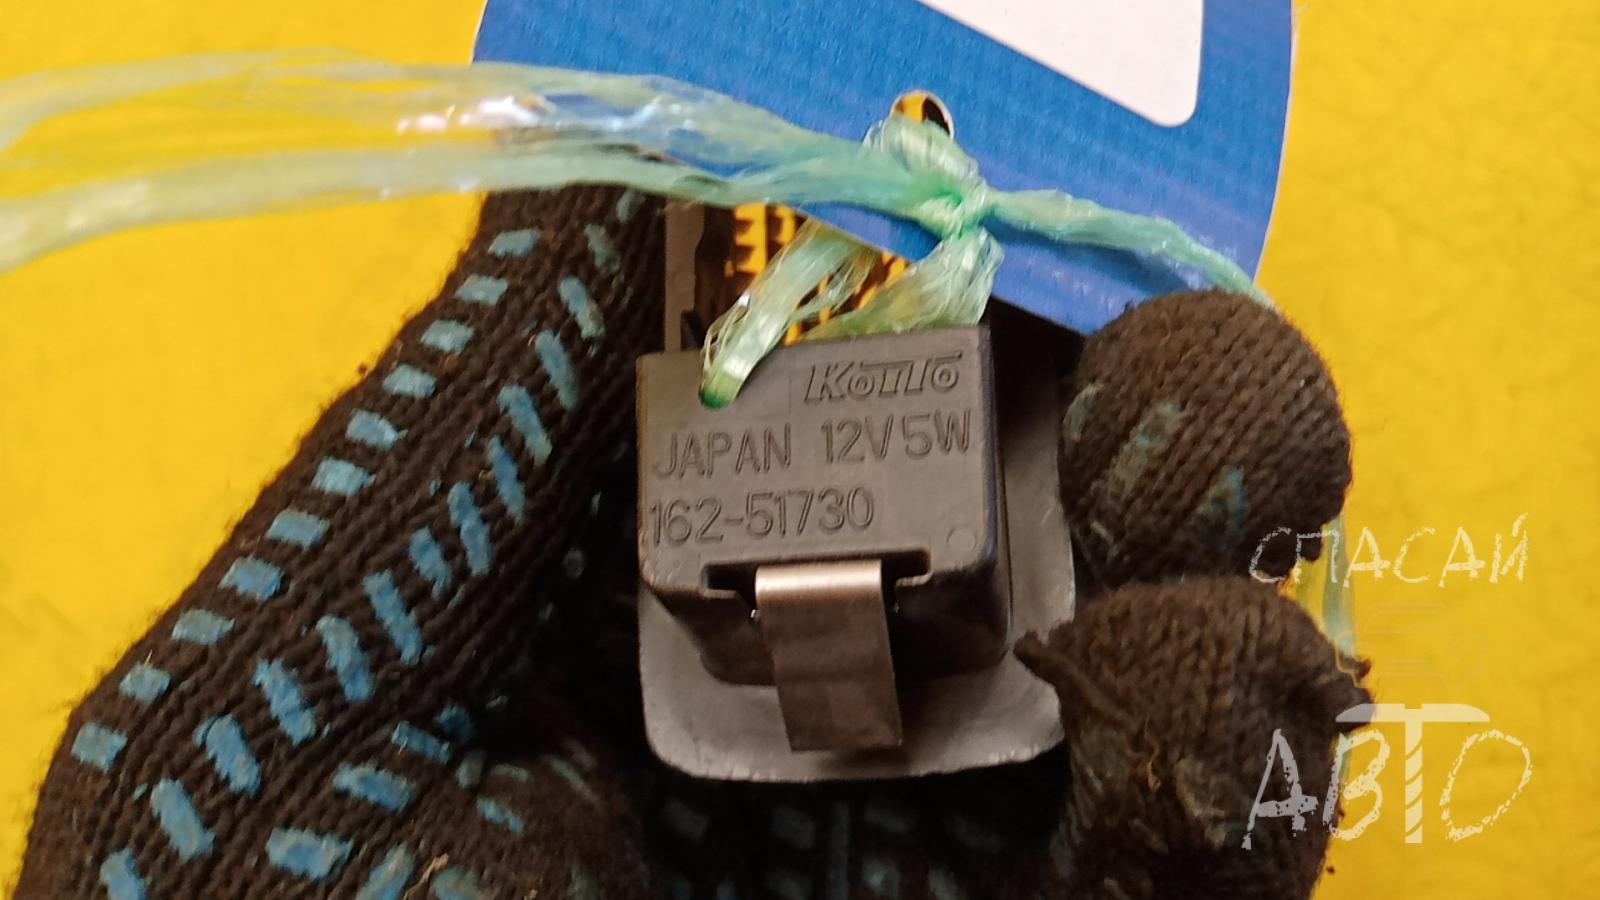 KOITO
JAPAN 12V5W
162-51730
СПАСАЙ
АВТО